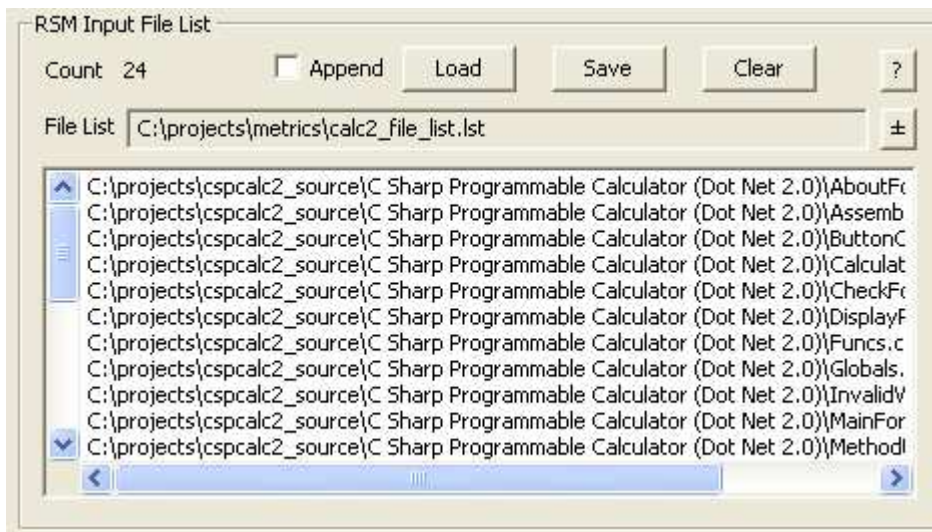 RSM Input File List
Count 24 Append Load Save Clear ?
File List C:\projects\metrics\calc2_file_list.lst ±
C:\projects\cspcalc2_source\C Sharp Programmable Calculator (Dot Net 2.0)\AboutFo
C:\projects\cspcalc2_source\C Sharp Programmable Calculator (Dot Net 2.0)\Assemb
C:\projects\cspcalc2_source\C Sharp Programmable Calculator (Dot Net 2.0)\ButtonC
C:\projects\cspcalc2_source\C Sharp Programmable Calculator (Dot Net 2.0)\Calculat
C:\projects\cspcalc2_source\C Sharp Programmable Calculator (Dot Net 2.0)\CheckFo
C:\projects\cspcalc2_source\C Sharp Programmable Calculator (Dot Net 2.0)\DisplayF
C:\projects\cspcalc2_source\C Sharp Programmable Calculator (Dot Net 2.0)\Funcs.c
C:\projects\cspcalc2_source\C Sharp Programmable Calculator (Dot Net 2.0)\Globals.
C:\projects\cspcalc2_source\C Sharp Programmable Calculator (Dot Net 2.0)\InvalidV
C:\projects\cspcalc2_source\C Sharp Programmable Calculator (Dot Net 2.0)\MainFor
C:\projects\cspcalc2_source\C Sharp Programmable Calculator (Dot Net 2.0)\Method